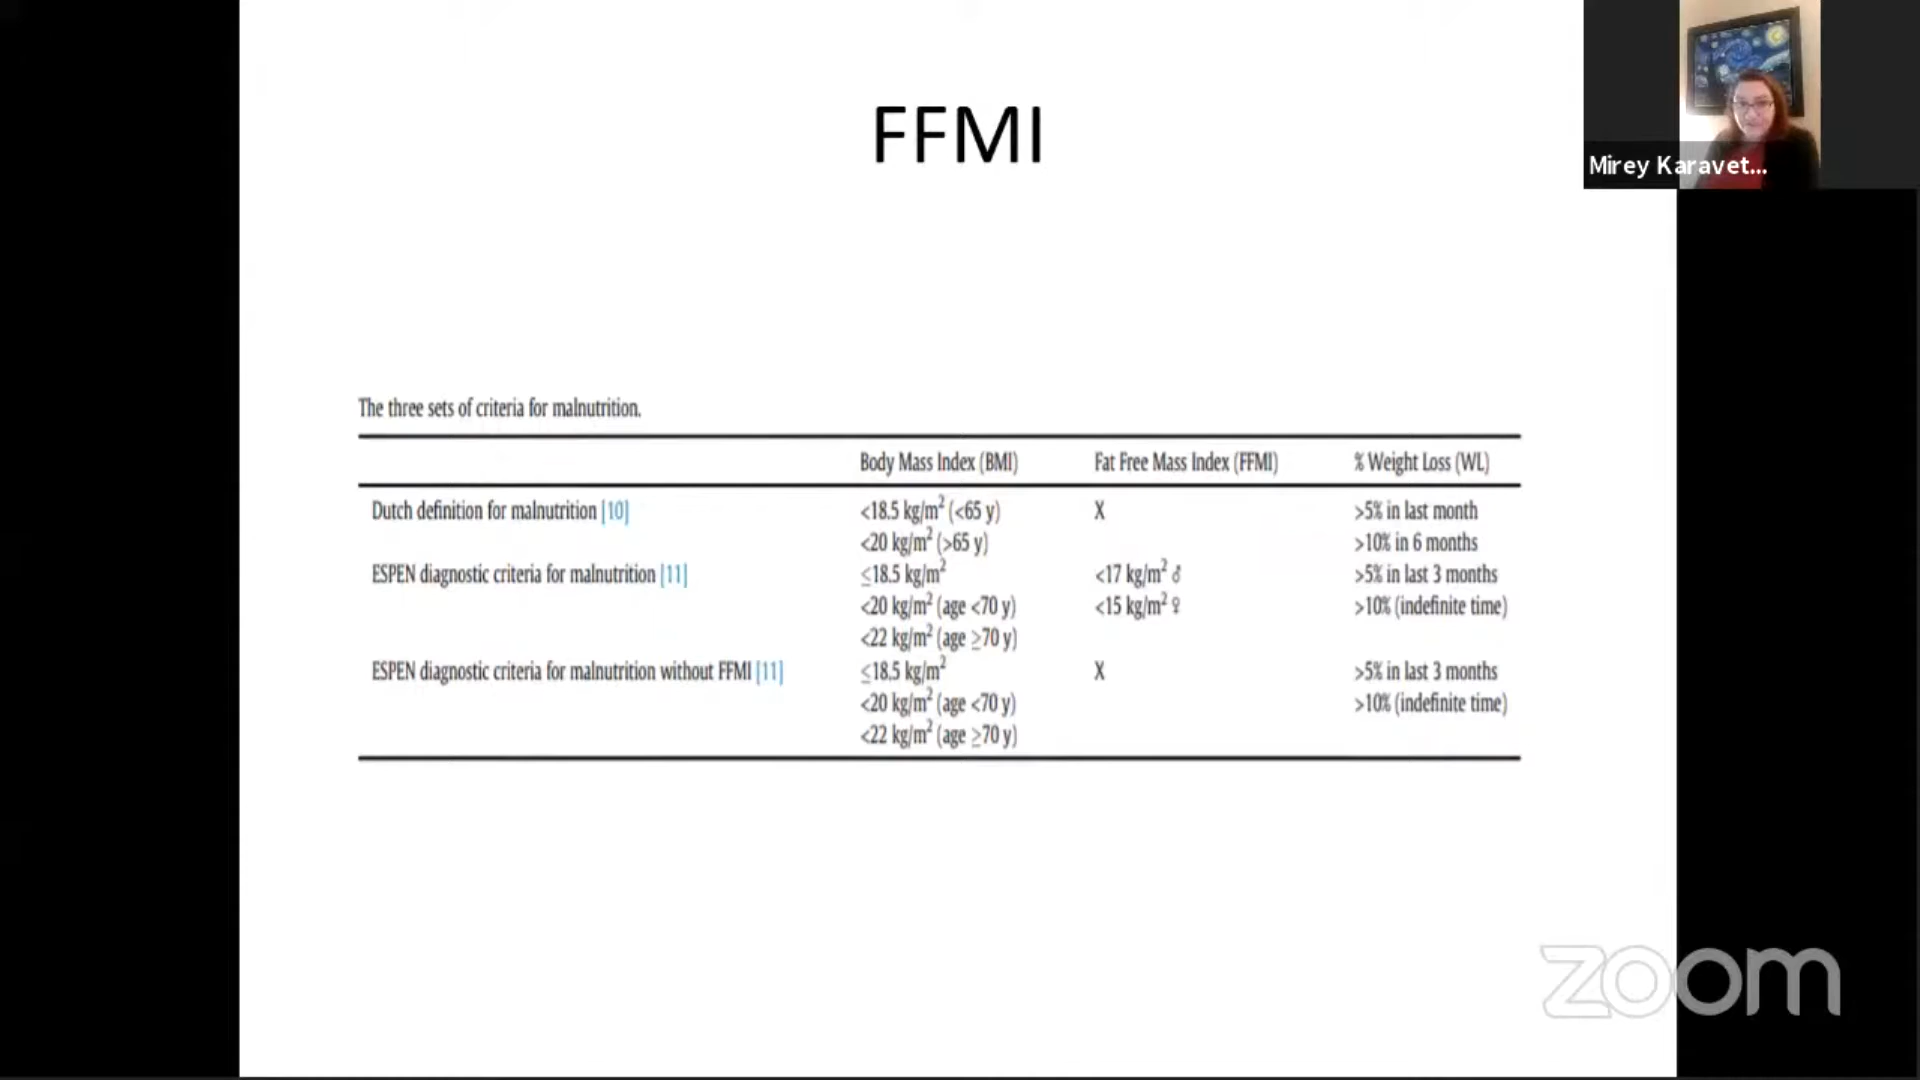 FFMI
Mirey Karavet...
The three sets of criteria for malnutrition.
Body Mass Index (BMI) Fat Free Mass Index (FFMI) % Weight Loss (WL)
Dutch definition for malnutrition [10] <18.5 kg/m² (<65 y) X >5% in last month
<20 kg/m² (>65 y) >10% in 6 months
ESPEN diagnostic criteria for malnutrition [11] ≤18.5 kg/m² <17 kg/m² ♂ >5% in last 3 months
<20 kg/m² (age <70 y) <15 kg/m² ♀ >10% (indefinite time)
<22 kg/m² (age ≥70 y)
ESPEN diagnostic criteria for malnutrition without FFMI [11] ≤18.5 kg/m² X >5% in last 3 months
<20 kg/m² (age <70 y) >10% (indefinite time)
<22 kg/m² (age ≥70 y)
zoom